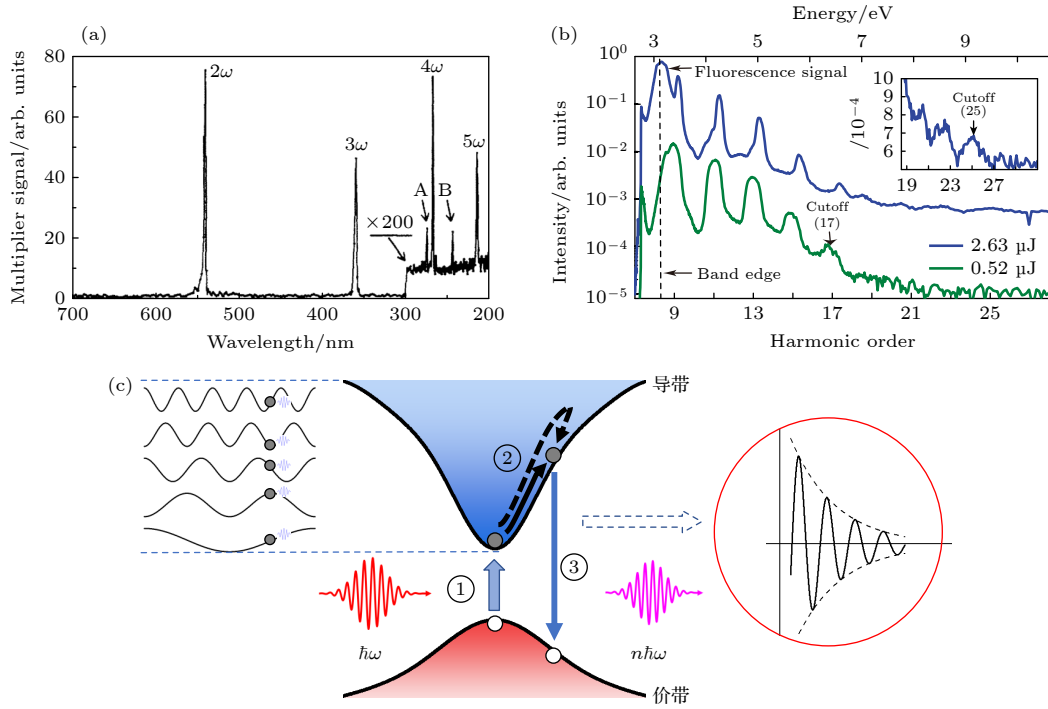 (a)
Multiplier signal/arb. units
80
60
40
20
0
2ω
3ω
4ω
5ω
A
B
×200
700
600
500
400
300
200
Wavelength/nm
(b)
Energy/eV
3
5
7
9
Intensity/arb. units
10⁰
10⁻¹
10⁻²
10⁻³
10⁻⁴
10⁻⁵
Fluorescence signal
Band edge
Cutoff
(17)
2.63 μJ
0.52 μJ
/10⁻⁴
10
9
8
7
6
Cutoff
(25)
19
23
27
9
13
17
21
25
Harmonic order
(c)
导带
②
①
③
ħω
nħω
价带